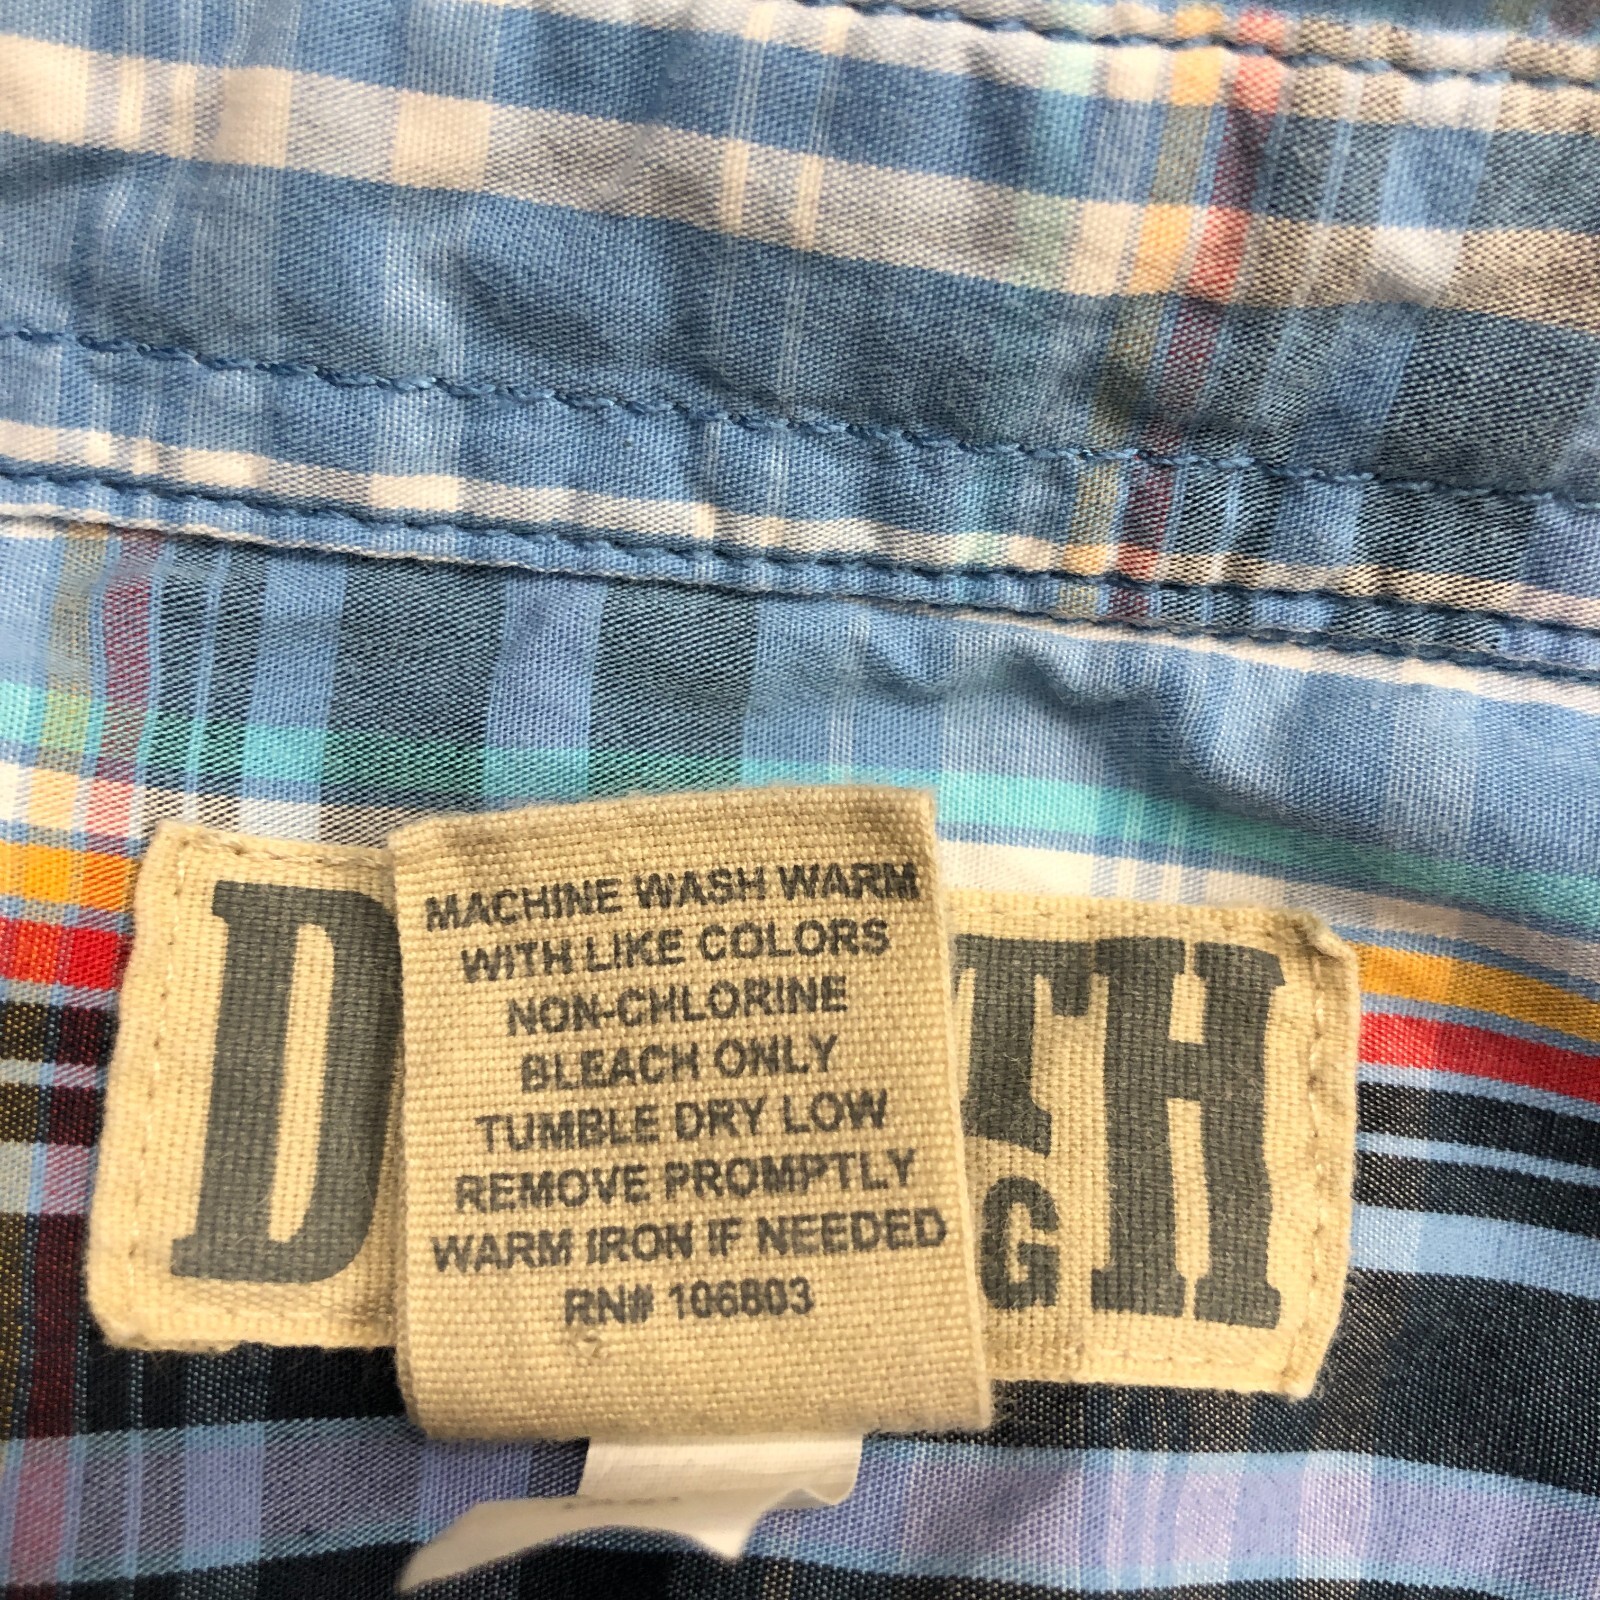 MACHINE WASH WARM
WITH LIKE COLORS
NON-CHLORINE
BLEACH ONLY
TUMBLE DRY LOW
REMOVE PROMPTLY
WARM IRON IF NEEDED
RN# 106803
D TH
G